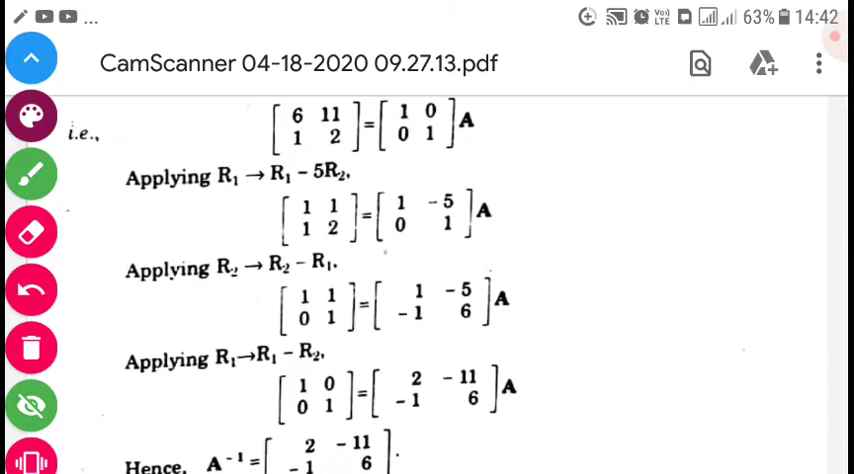 ... Vo) LTE 63% 14:42
CamScanner 04-18-2020 09.27.13.pdf
i.e., [ 6 11 ] = [ 1 0 ] A
[ 1 2 ] [ 0 1 ]
Applying R₁ → R₁ − 5R₂,
[ 1 1 ] = [ 1 − 5 ] A
[ 1 2 ] [ 0 1 ]
Applying R₂ → R₂ − R₁.
[ 1 1 ] = [ 1 − 5 ] A
[ 0 1 ] [ − 1 6 ]
Applying R₁→R₁ − R₂,
[ 1 0 ] = [ 2 − 11 ] A
[ 0 1 ] [ − 1 6 ]
Hence, A⁻¹ = [ 2 − 11 ] .
[ − 1 6 ]